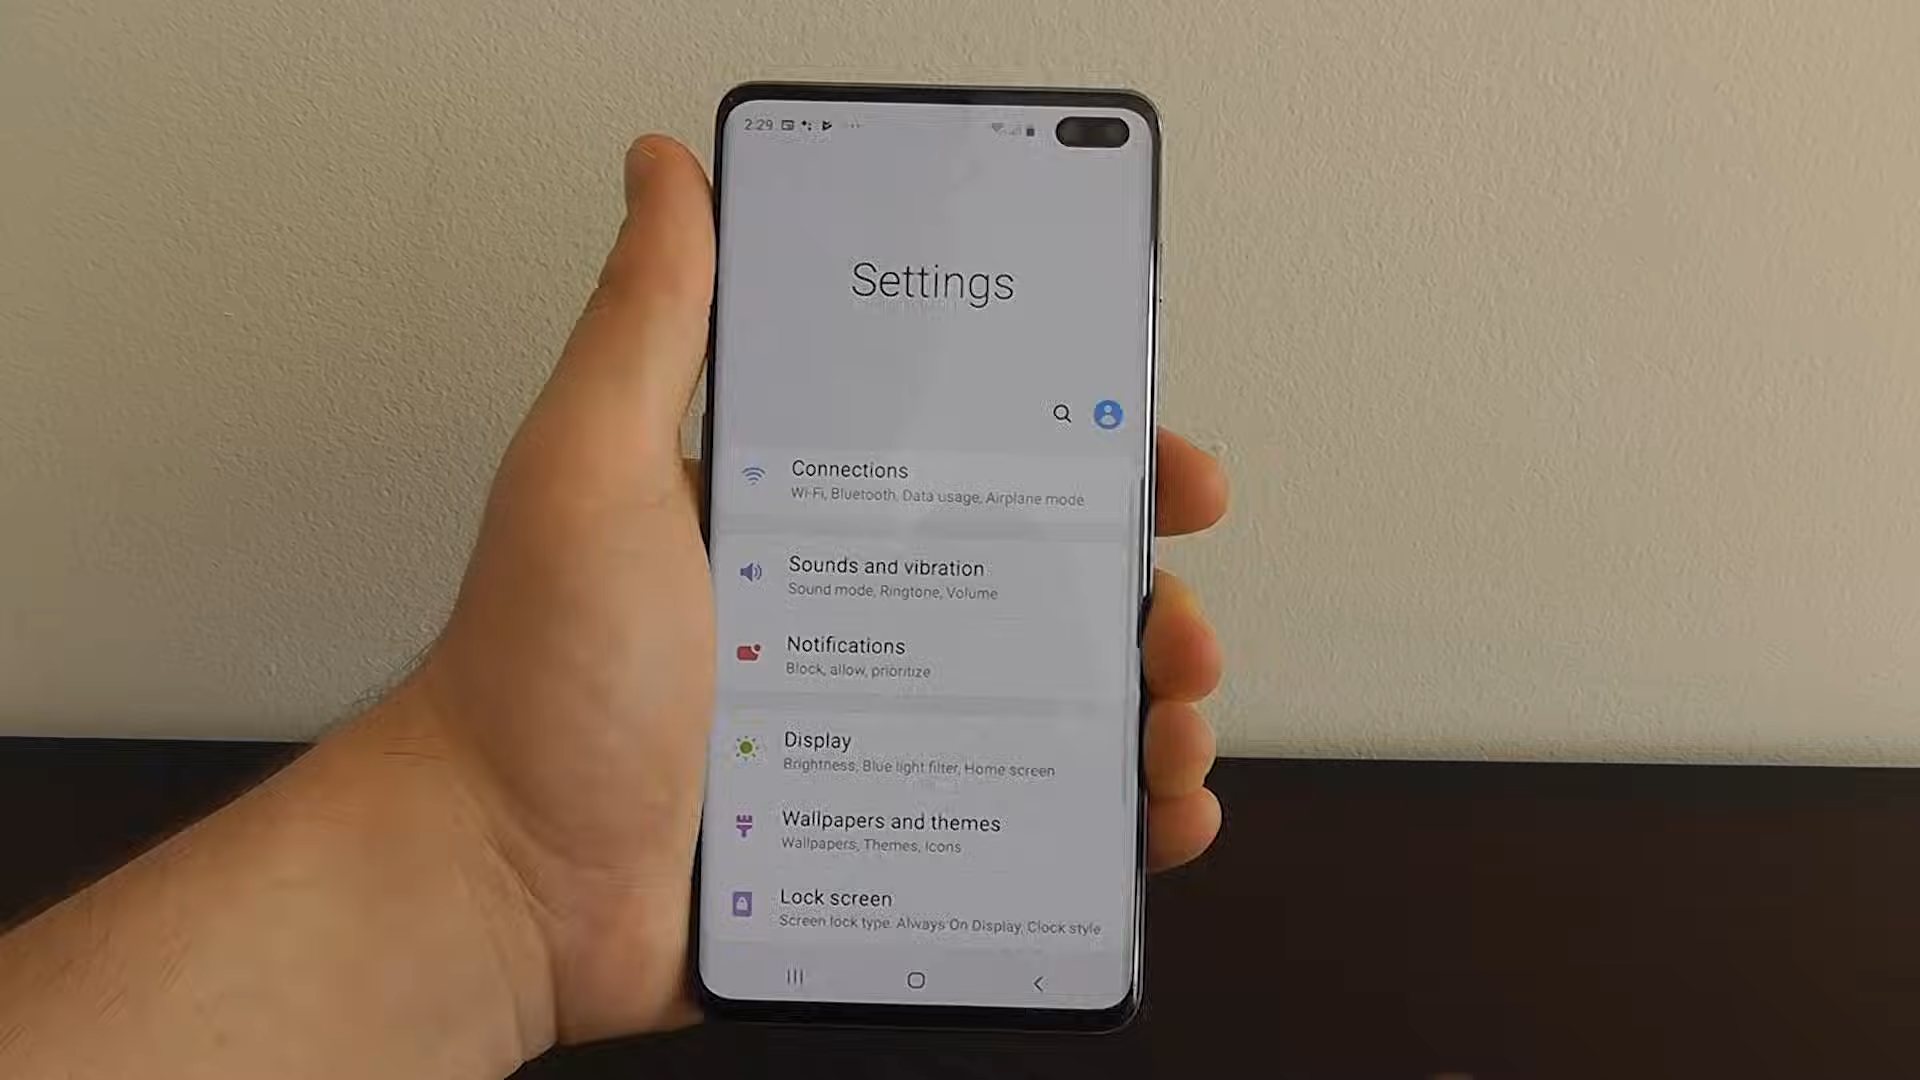 2:29
Settings
Connections
Wi-Fi, Bluetooth, Data usage, Airplane mode
Sounds and vibration
Sound mode, Ringtone, Volume
Notifications
Block, allow, prioritize
Display
Brightness, Blue light filter, Home screen
Wallpapers and themes
Wallpapers, Themes, Icons
Lock screen
Screen lock type, Always On Display, Clock style